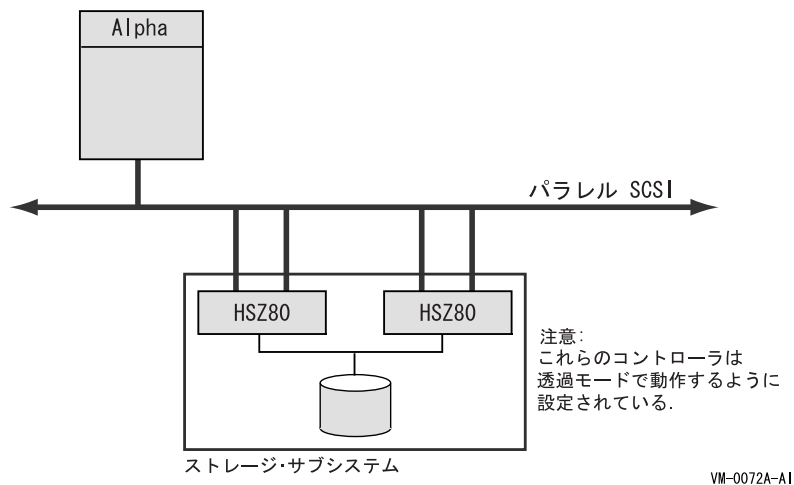 Alpha
パラレル SCSI
HSZ80
HSZ80
注意:
これらのコントローラは
透過モードで動作するように
設定されている.
ストレージ・サブシステム
VM-0072A-AI